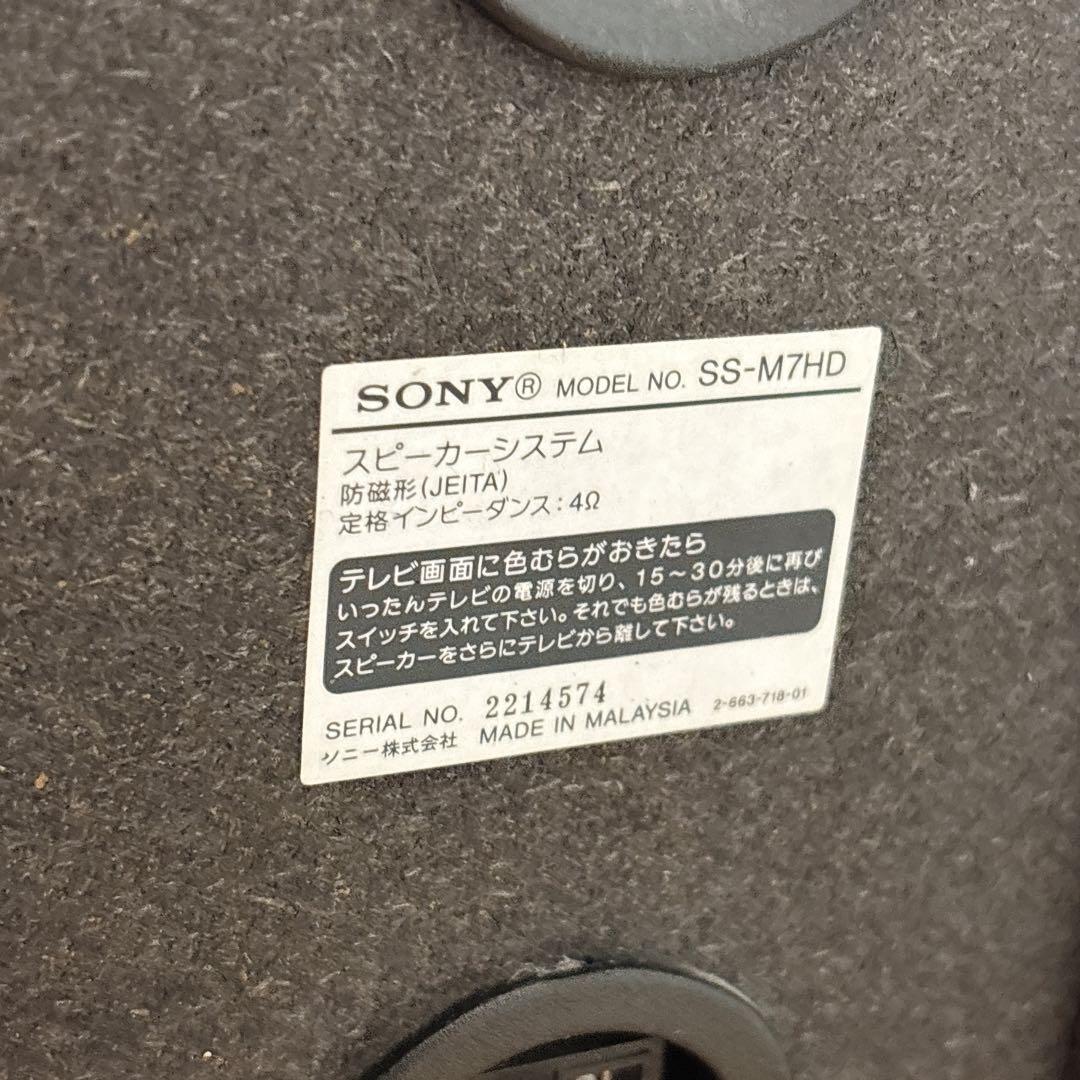 SONY® MODEL NO. SS-M7HD
スピーカーシステム
防磁形(JEITA)
定格インピーダンス:4Ω
テレビ画面に色むらがおきたら
いったんテレビの電源を切り、15～30分後に再び
スイッチを入れて下さい。それでも色むらが残るときは、
スピーカーをさらにテレビから離して下さい。
SERIAL NO. 2214574
ソニー株式会社 MADE IN MALAYSIA 2-663-718-01